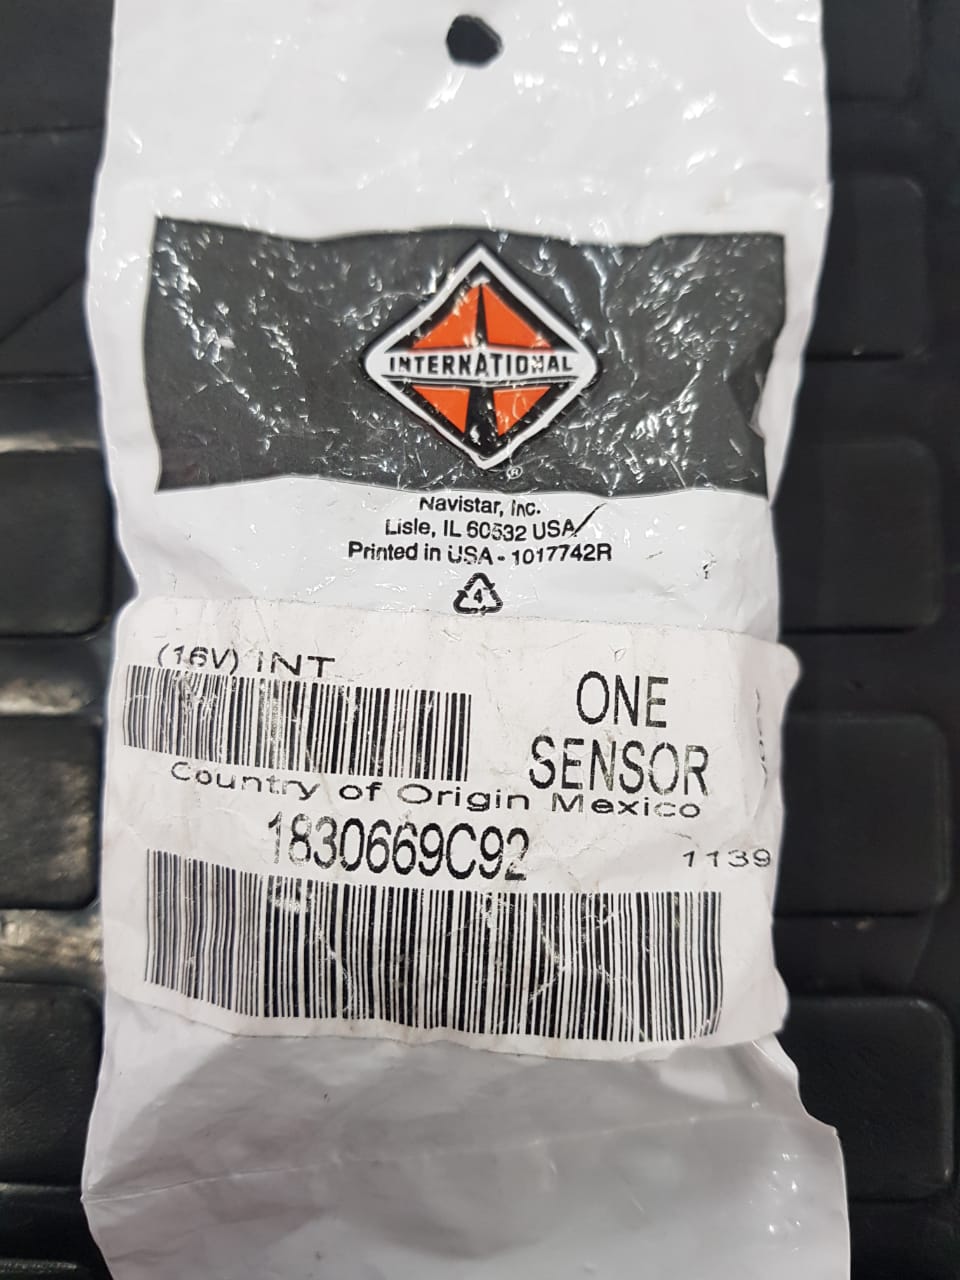 INTERNATIONAL
®
Navistar, Inc.
Lisle, IL 60532 USA
Printed in USA - 1017742R
4
(16V) INT
ONE
SENSOR
Country of Origin Mexico
1830669C92
1139